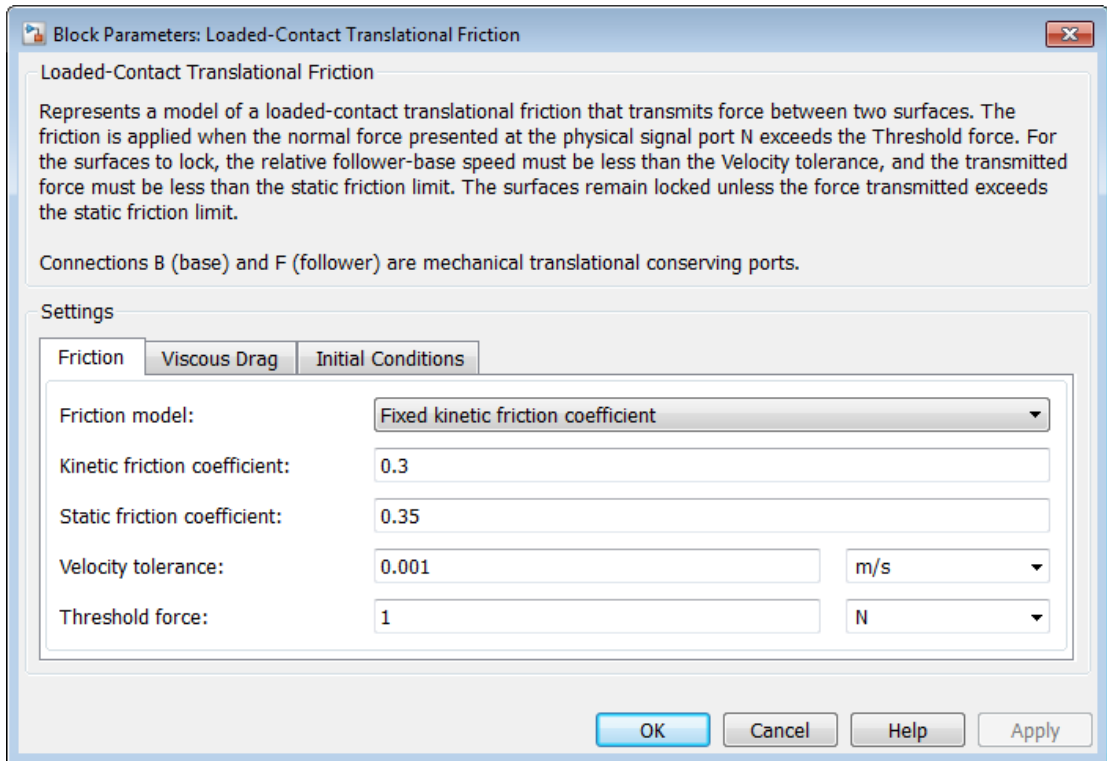 Block Parameters: Loaded-Contact Translational Friction
Loaded-Contact Translational Friction
Represents a model of a loaded-contact translational friction that transmits force between two surfaces. The
friction is applied when the normal force presented at the physical signal port N exceeds the Threshold force. For
the surfaces to lock, the relative follower-base speed must be less than the Velocity tolerance, and the transmitted
force must be less than the static friction limit. The surfaces remain locked unless the force transmitted exceeds
the static friction limit.
Connections B (base) and F (follower) are mechanical translational conserving ports.
Settings
Friction Viscous Drag Initial Conditions
Friction model: Fixed kinetic friction coefficient
Kinetic friction coefficient: 0.3
Static friction coefficient: 0.35
Velocity tolerance: 0.001 m/s
Threshold force: 1 N
OK Cancel Help Apply